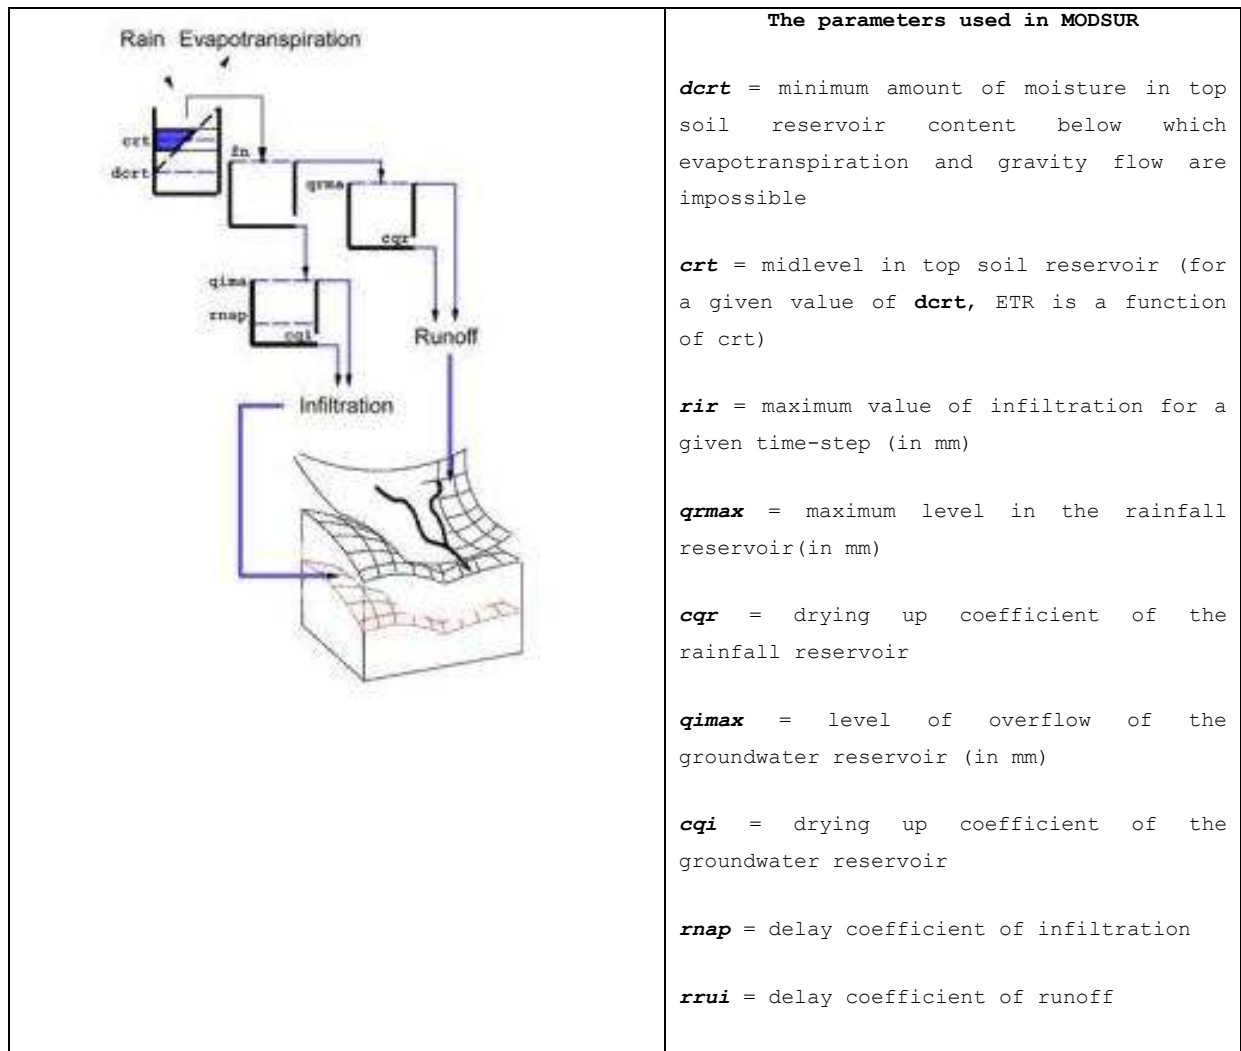 Rain Evapotranspiration
crt
dcrt
fn
qrma
cqr
qima
rnap
cqi
Runoff
Infiltration
The parameters used in MODSUR
dcrt = minimum amount of moisture in top
soil reservoir content below which
evapotranspiration and gravity flow are
impossible
crt = midlevel in top soil reservoir (for
a given value of dcrt, ETR is a function
of crt)
rir = maximum value of infiltration for a
given time-step (in mm)
qrmax = maximum level in the rainfall
reservoir(in mm)
cqr = drying up coefficient of the
rainfall reservoir
qimax = level of overflow of the
groundwater reservoir (in mm)
cqi = drying up coefficient of the
groundwater reservoir
rnap = delay coefficient of infiltration
rrui = delay coefficient of runoff